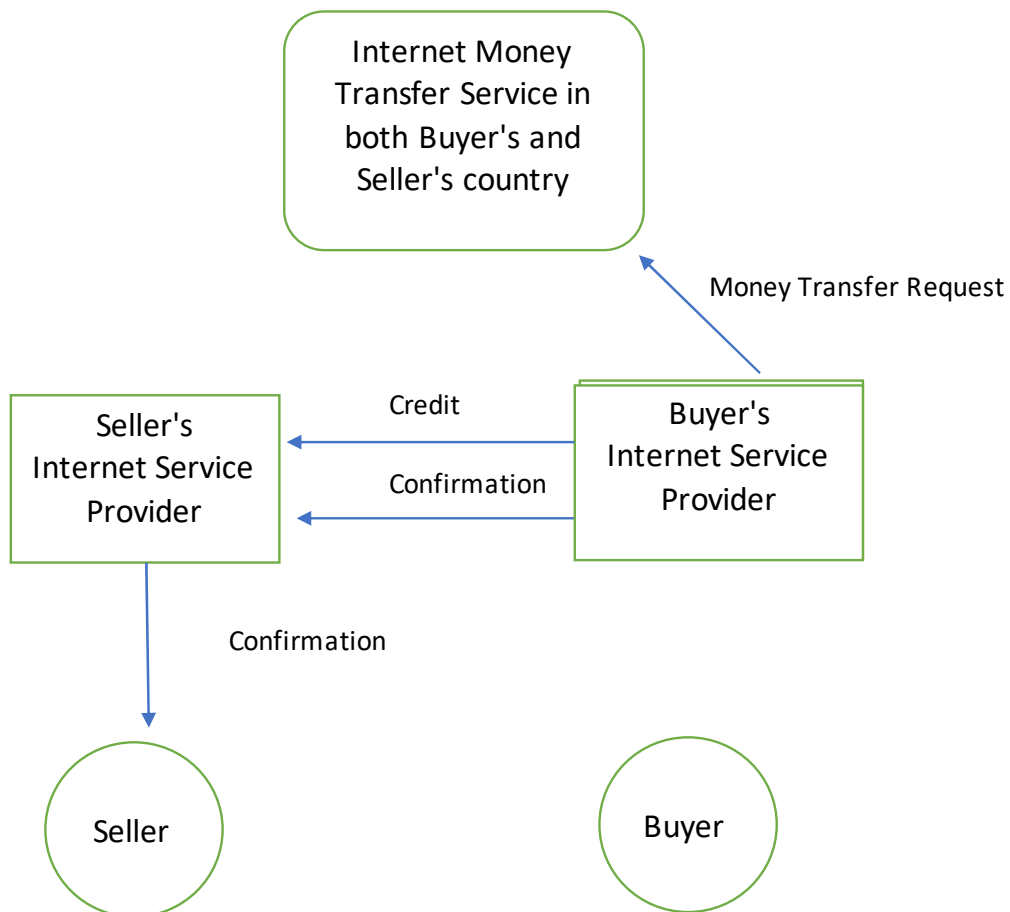 Internet Money
Transfer Service in
both Buyer's and
Seller's country
Money Transfer Request
Seller's
Internet Service
Provider
Credit
Confirmation
Buyer's
Internet Service
Provider
Confirmation
Seller
Buyer